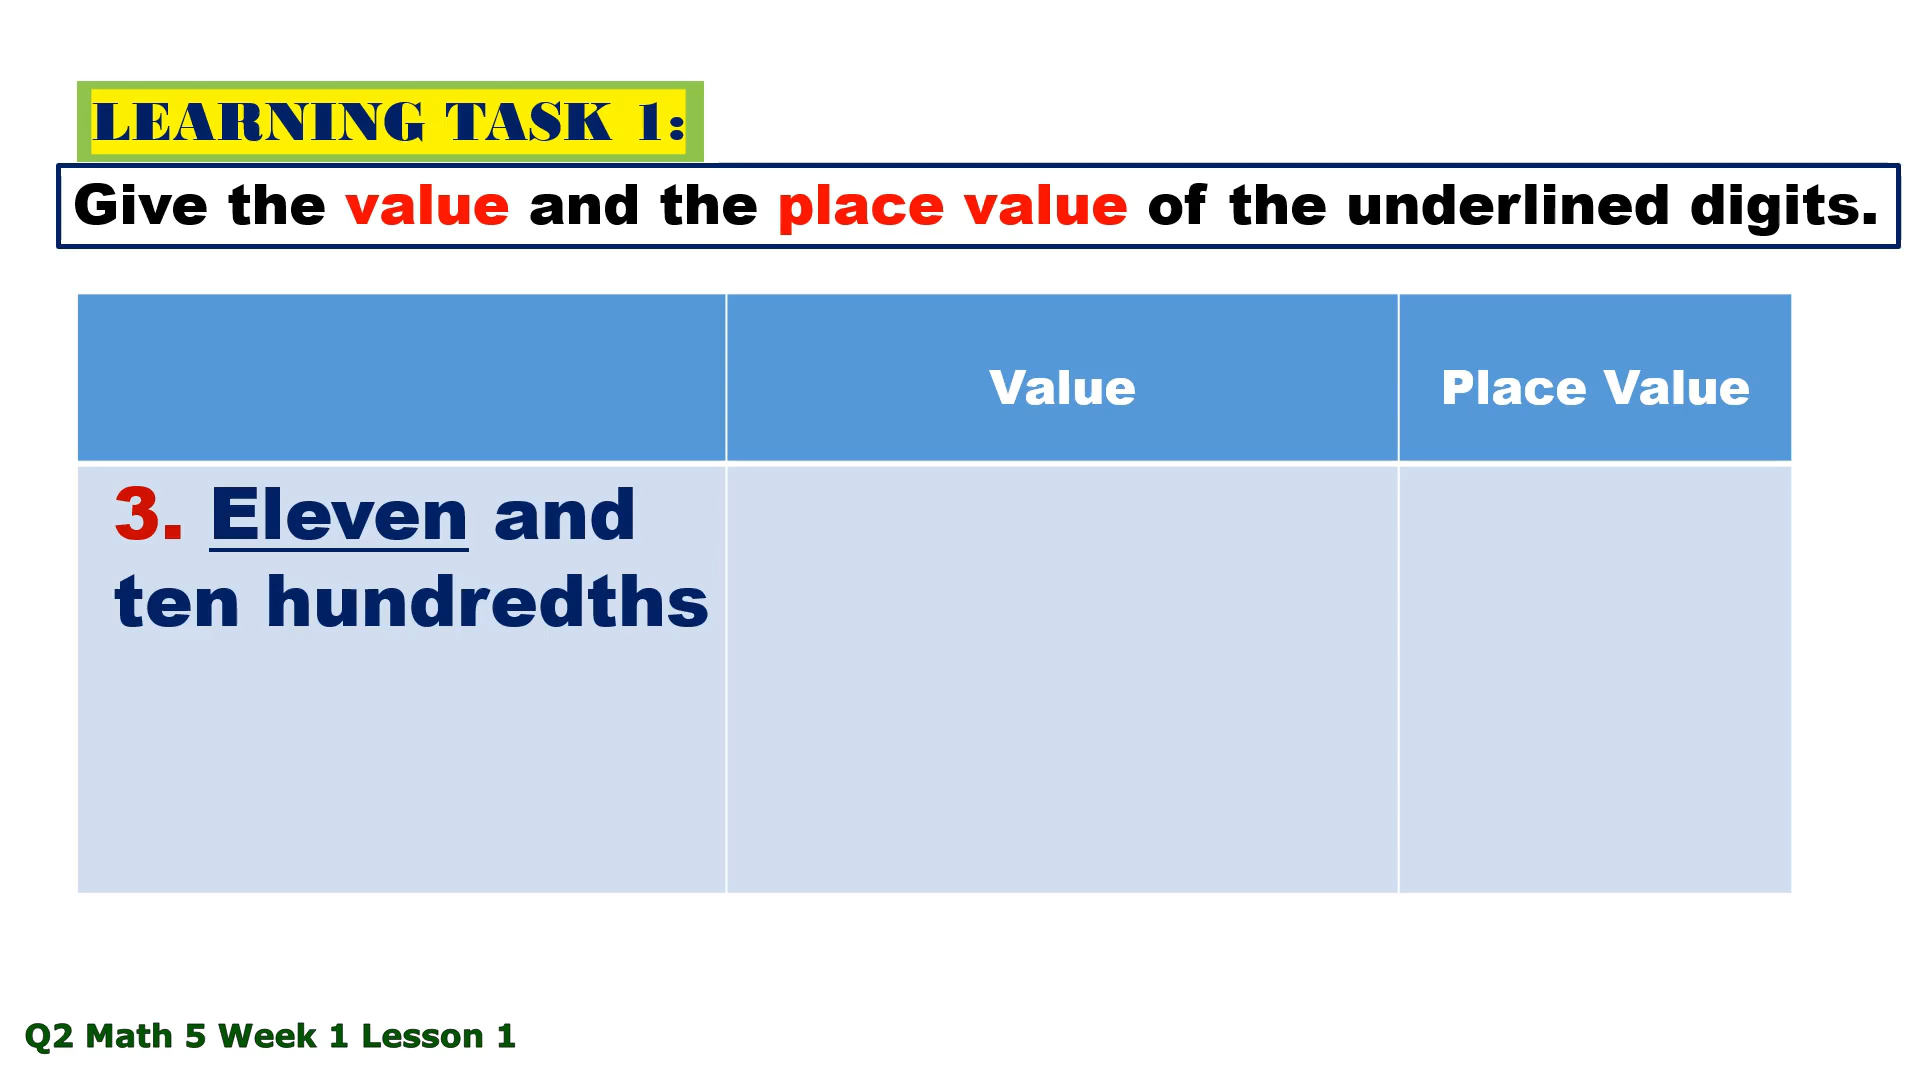 LEARNING TASK 1:
Give the value and the place value of the underlined digits.
Value
Place Value
3. Eleven and
ten hundredths
Q2 Math 5 Week 1 Lesson 1